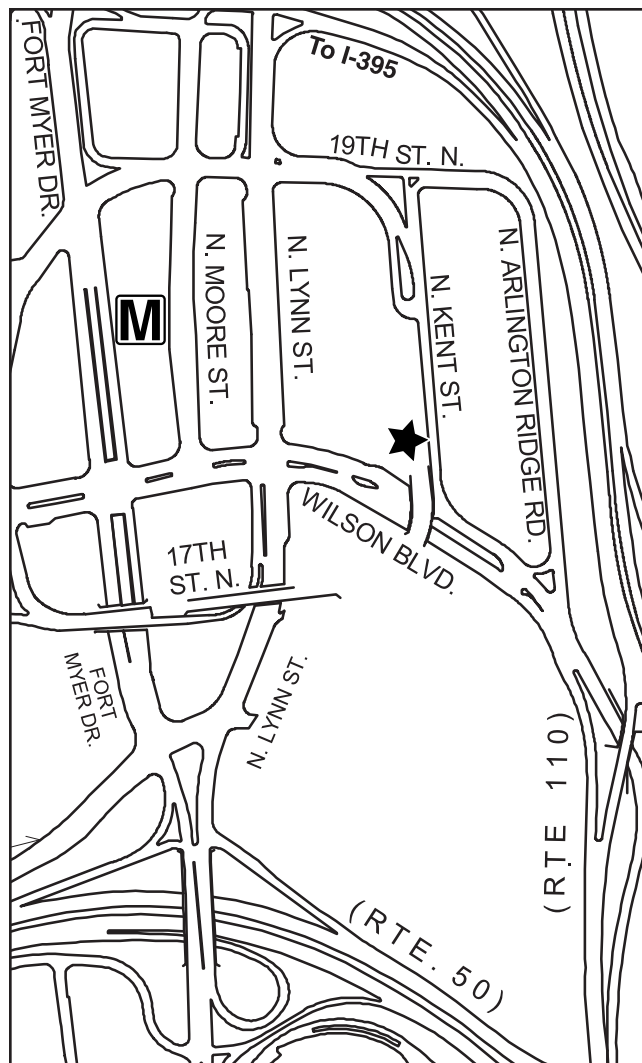 FORT MYER DR.
To I-395
19TH ST. N.
N. MOORE ST.
N. LYNN ST.
N. KENT ST.
N. ARLINGTON RIDGE RD.
M
WILSON BLVD.
17TH
ST. N.
FORT
MYER DR.
N. LYNN ST.
(RTE 110)
(RTE. 50)